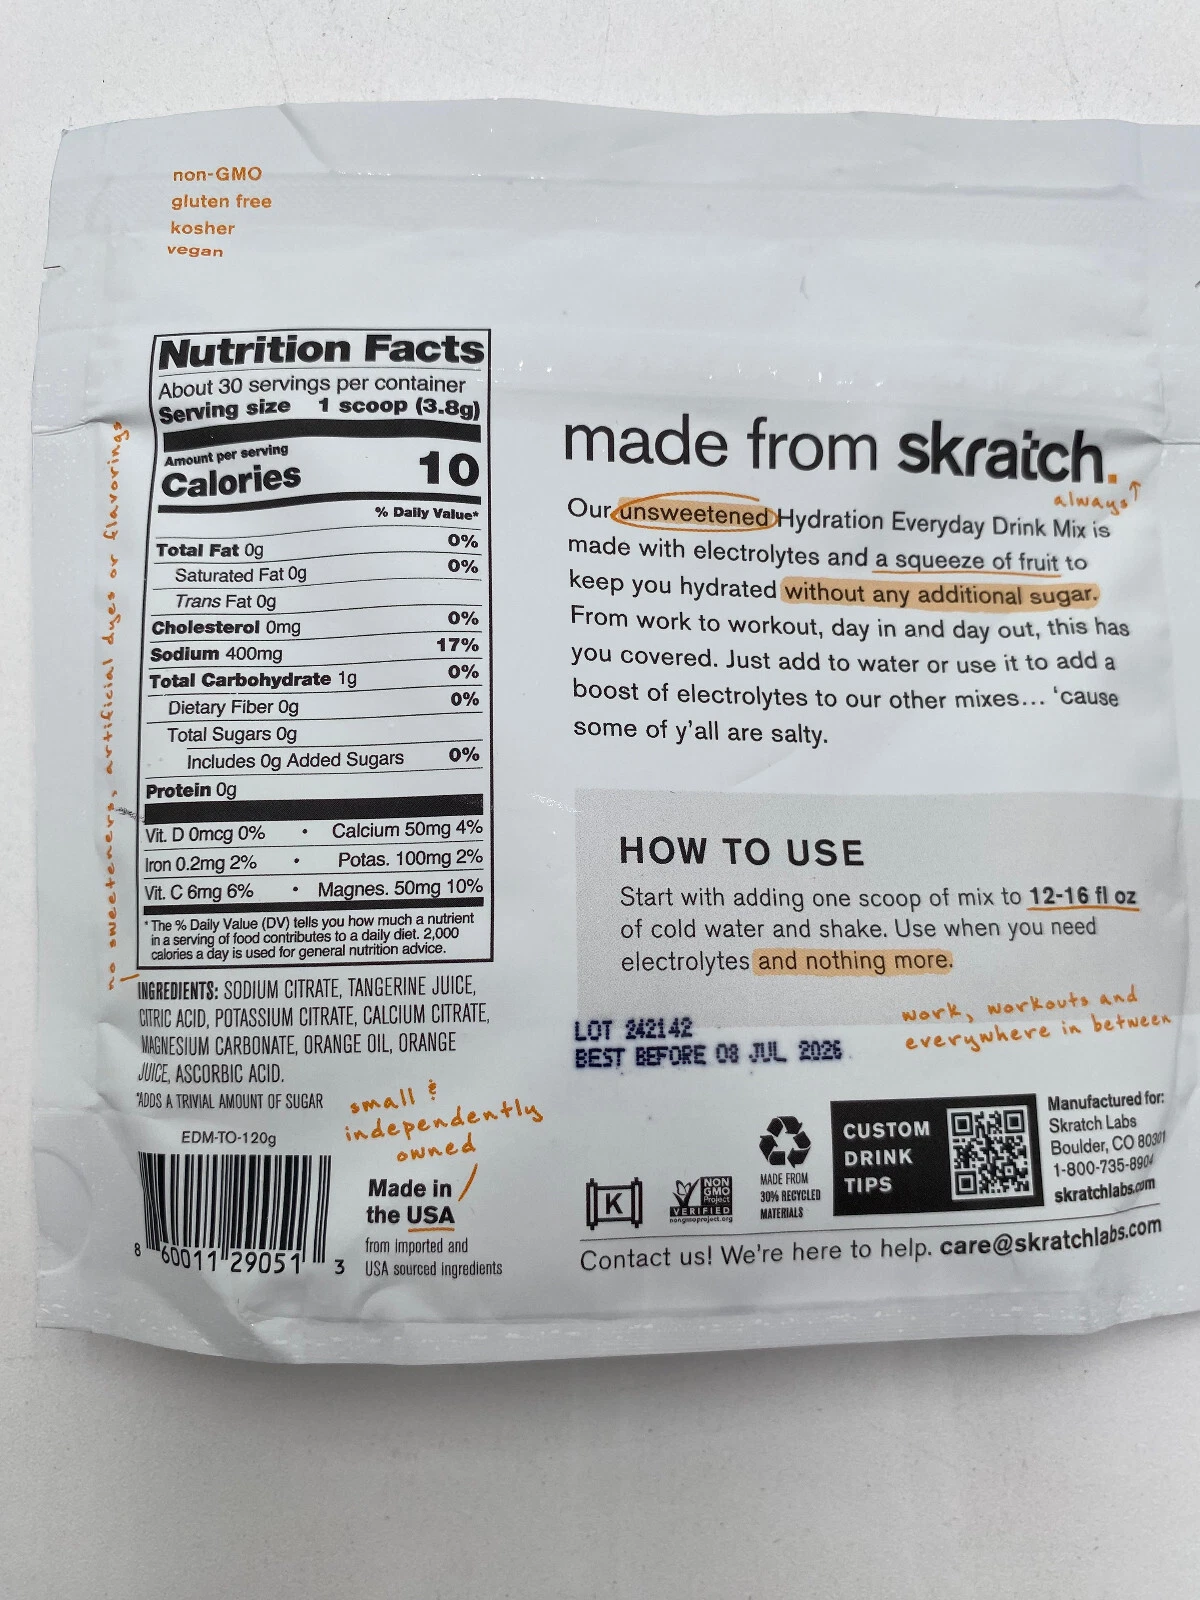 non-GMO
gluten free
kosher
vegan
no sweeteners, artificial dyes or flavorings
Nutrition Facts
About 30 servings per container
Serving size 1 scoop (3.8g)
Amount per serving
Calories 10
% Daily Value*
Total Fat 0g 0%
Saturated Fat 0g 0%
Trans Fat 0g
Cholesterol 0mg 0%
Sodium 400mg 17%
Total Carbohydrate 1g 0%
Dietary Fiber 0g 0%
Total Sugars 0g
Includes 0g Added Sugars 0%
Protein 0g
Vit. D 0mcg 0% • Calcium 50mg 4%
Iron 0.2mg 2% • Potas. 100mg 2%
Vit. C 6mg 6% • Magnes. 50mg 10%
* The % Daily Value (DV) tells you how much a nutrient
in a serving of food contributes to a daily diet. 2,000
calories a day is used for general nutrition advice.
INGREDIENTS: SODIUM CITRATE, TANGERINE JUICE,
CITRIC ACID, POTASSIUM CITRATE, CALCIUM CITRATE,
MAGNESIUM CARBONATE, ORANGE OIL, ORANGE
JUICE, ASCORBIC ACID.
*ADDS A TRIVIAL AMOUNT OF SUGAR
EDM-TO-120g
8 60011 29051 3
small &
independently
owned
Made in
the USA
from imported and
USA sourced ingredients
made from skratch.
always
Our unsweetened Hydration Everyday Drink Mix is
made with electrolytes and a squeeze of fruit to
keep you hydrated without any additional sugar.
From work to workout, day in and day out, this has
you covered. Just add to water or use it to add a
boost of electrolytes to our other mixes... 'cause
some of y'all are salty.
HOW TO USE
Start with adding one scoop of mix to 12-16 fl oz
of cold water and shake. Use when you need
electrolytes and nothing more.
work, workouts and
everywhere in between
LOT 242142
BEST BEFORE 08 JUL 2026
K
NON
GMO
Project
VERIFIED
nongmoproject.org
MADE FROM
30% RECYCLED
MATERIALS
CUSTOM
DRINK
TIPS
Manufactured for:
Skratch Labs
Boulder, CO 80301
1-800-735-8904
skratchlabs.com
Contact us! We're here to help. care@skratchlabs.com